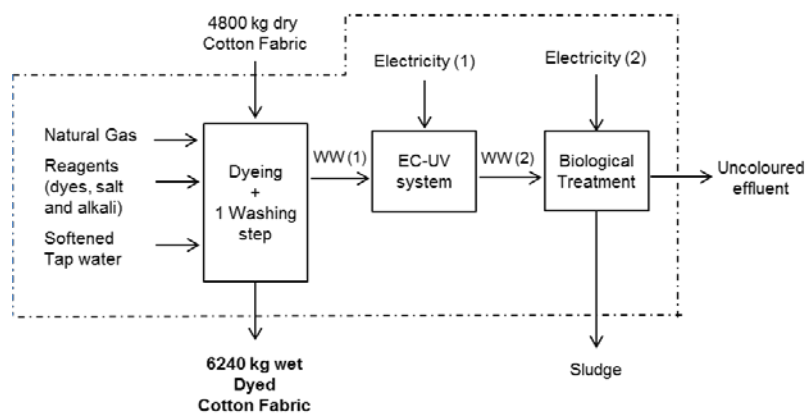 4800 kg dry
Cotton Fabric
Electricity (1)
Electricity (2)
Natural Gas
Reagents
(dyes, salt
and alkali)
Softened
Tap water
Dyeing
+
1 Washing
step
WW (1)
EC-UV
system
WW (2)
Biological
Treatment
Uncoloured
effluent
6240 kg wet
Dyed
Cotton Fabric
Sludge